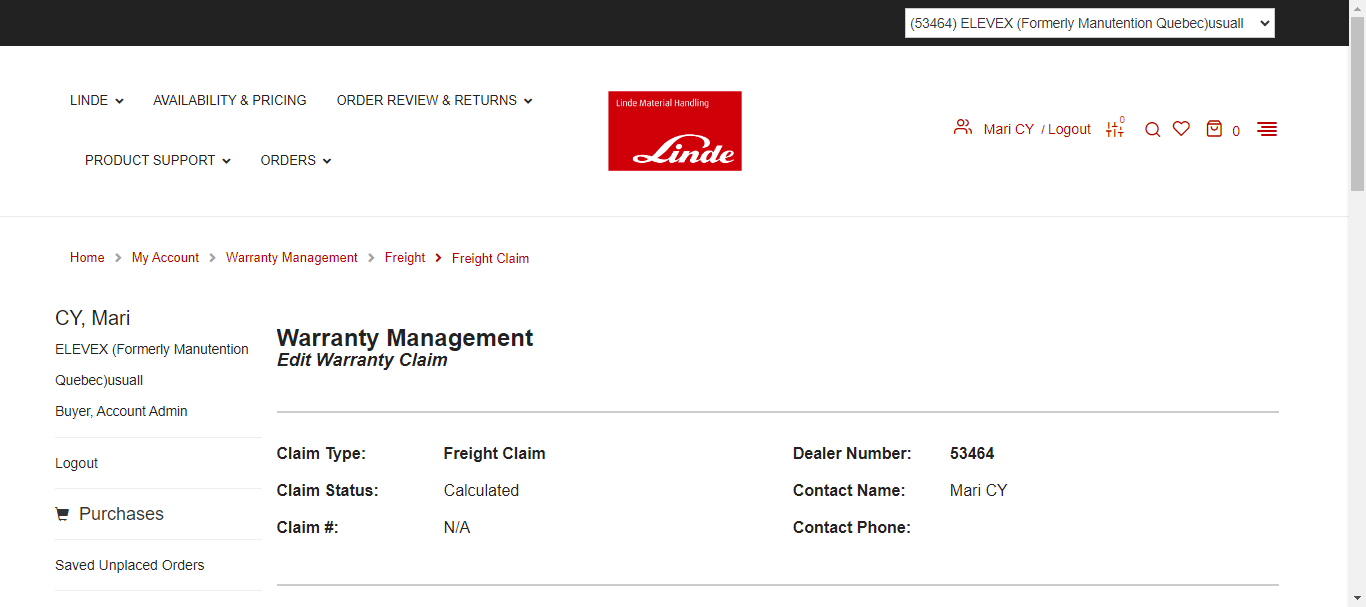 (53464) ELEVEX (Formerly Manutention Quebec)usuall
LINDE
AVAILABILITY & PRICING
ORDER REVIEW & RETURNS
PRODUCT SUPPORT
ORDERS
Linde Material Handling
Linde
Mari CY / Logout
0
0
Home
My Account
Warranty Management
Freight
Freight Claim
CY, Mari
ELEVEX (Formerly Manutention
Quebec)usuall
Buyer, Account Admin
Logout
Purchases
Saved Unplaced Orders
Warranty Management
Edit Warranty Claim
Claim Type: Freight Claim
Dealer Number: 53464
Claim Status: Calculated
Contact Name: Mari CY
Claim #: N/A
Contact Phone: